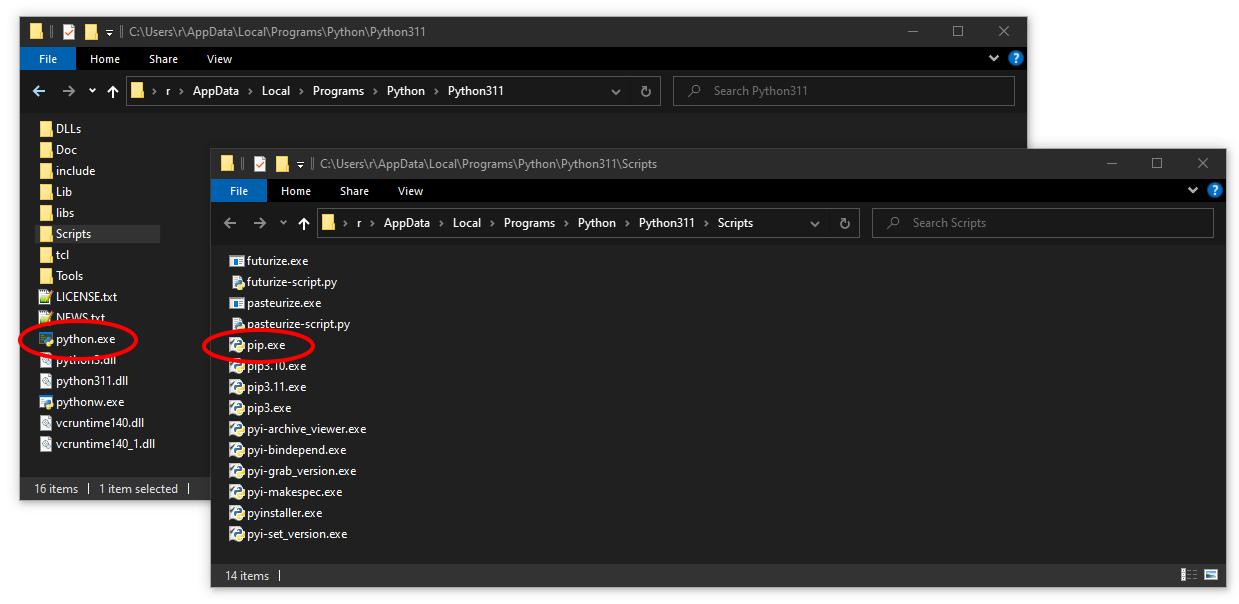 C:\Users\r\AppData\Local\Programs\Python\Python311
File Home Share View
r > AppData > Local > Programs > Python > Python311
Search Python311
DLLs
Doc
include
Lib
libs
Scripts
tcl
Tools
LICENSE.txt
NEWS.txt
python.exe
python3.dll
python311.dll
pythonw.exe
vcruntime140.dll
vcruntime140_1.dll
16 items 1 item selected
C:\Users\r\AppData\Local\Programs\Python\Python311\Scripts
File Home Share View
r > AppData > Local > Programs > Python > Python311 > Scripts
Search Scripts
futurize.exe
futurize-script.py
pasteurize.exe
pasteurize-script.py
pip.exe
pip3.10.exe
pip3.11.exe
pip3.exe
pyi-archive_viewer.exe
pyi-bindepend.exe
pyi-grab_version.exe
pyi-makespec.exe
pyinstaller.exe
pyi-set_version.exe
14 items